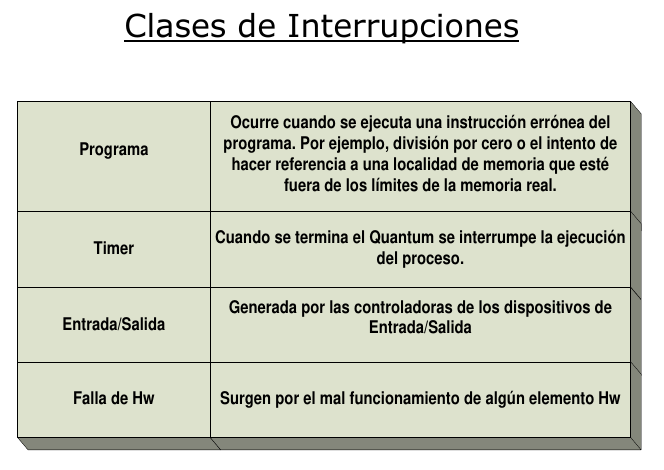 Clases de Interrupciones
Programa
Ocurre cuando se ejecuta una instrucción errónea del
programa. Por ejemplo, división por cero o el intento de
hacer referencia a una localidad de memoria que esté
fuera de los límites de la memoria real.
Timer
Cuando se termina el Quantum se interrumpe la ejecución
del proceso.
Entrada/Salida
Generada por las controladoras de los dispositivos de
Entrada/Salida
Falla de Hw
Surgen por el mal funcionamiento de algún elemento Hw